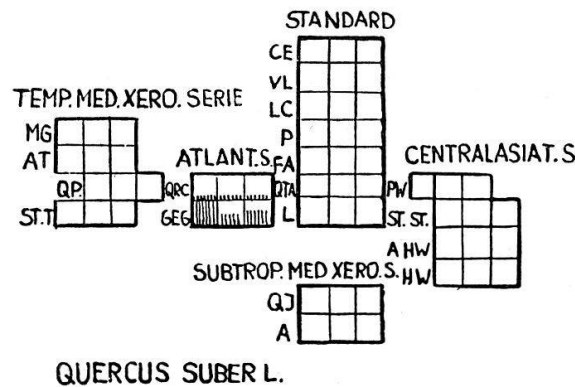 STANDARD
CE
VL
TEMP. MED. XERO. SERIE
LC
MG
P
AT
ATLANT. S.
FA
CENTRALASIAT. S
Q.P.
QRC
QTA
PW
ST.T
GEG
L
ST. ST.
A HW
SUBTROP. MED XERO. S.
HW
QJ
A
QUERCUS SUBER L.